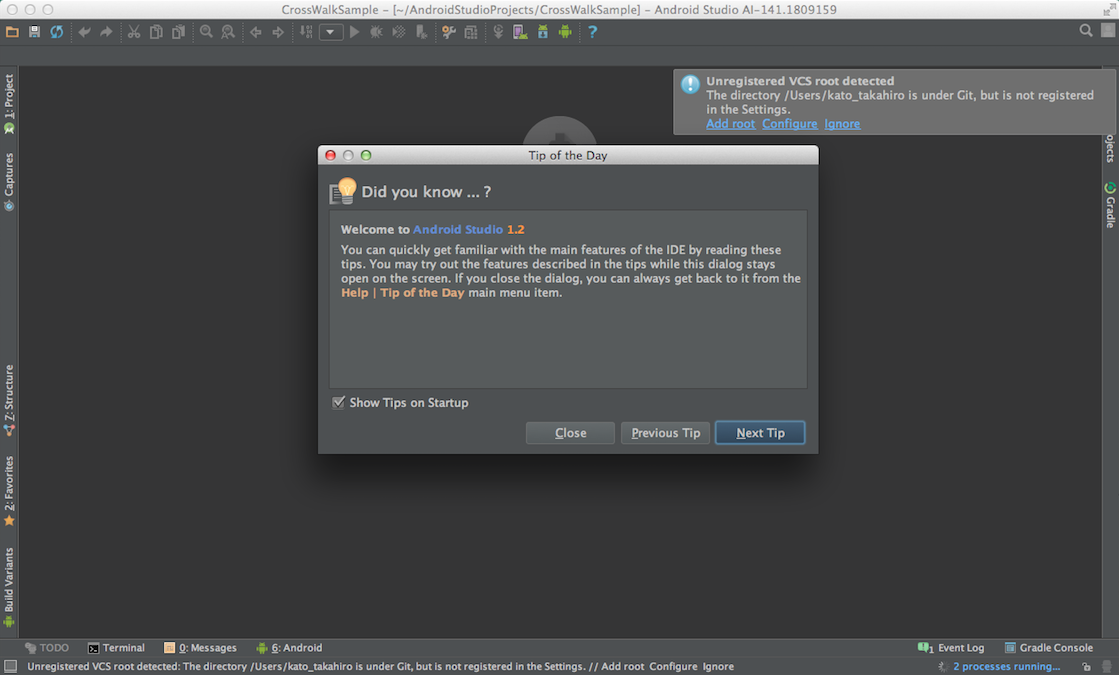 CrossWalkSample – [~/AndroidStudioProjects/CrossWalkSample] – Android Studio AI-141.1809159
Unregistered VCS root detected
The directory /Users/kato_takahiro is under Git, but is not registered
in the Settings.
Add root Configure Ignore
1: Project
Captures
7: Structure
2: Favorites
Build Variants
ojects
Gradle
Tip of the Day
Did you know ... ?
Welcome to Android Studio 1.2
You can quickly get familiar with the main features of the IDE by reading these
tips. You may try out the features described in the tips while this dialog stays
open on the screen. If you close the dialog, you can always get back to it from the
Help | Tip of the Day main menu item.
Show Tips on Startup
Close Previous Tip Next Tip
TODO Terminal 0: Messages 6: Android 1 Event Log Gradle Console
Unregistered VCS root detected: The directory /Users/kato_takahiro is under Git, but is not registered in the Settings. // Add root Configure Ignore 2 processes running...